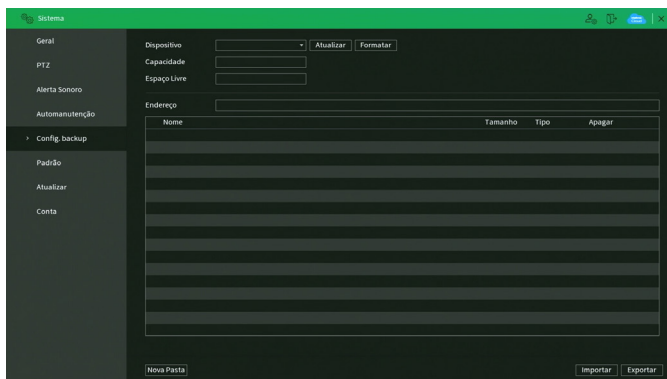 Sistema
Geral
PTZ
Alerta Sonoro
Automanutenção
Config. backup
Padrão
Atualizar
Conta
Dispositivo Atualizar Formatar
Capacidade
Espaço Livre
Endereço
Nome Tamanho Tipo Apagar
Nova Pasta Importar Exportar